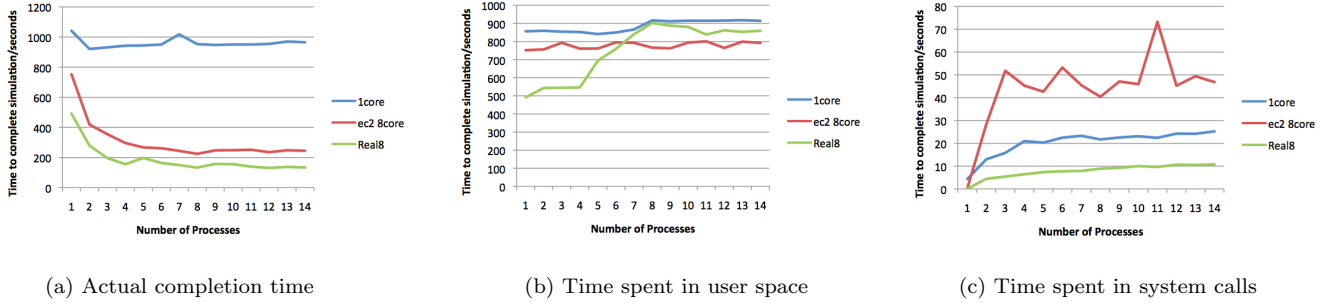 Time to complete simulation/seconds
1200
1000
800
600
400
200
0
1 2 3 4 5 6 7 8 9 10 11 12 13 14
Number of Processes
1core
ec2 8core
Real8
(a) Actual completion time
Time to complete simulation/seconds
1000
900
800
700
600
500
400
300
200
100
0
1 2 3 4 5 6 7 8 9 10 11 12 13 14
Number of Processes
1core
ec2 8core
Real8
(b) Time spent in user space
Time to complete simulation/seconds
80
70
60
50
40
30
20
10
0
1 2 3 4 5 6 7 8 9 10 11 12 13 14
Number of Processes
1core
ec2 8core
Real8
(c) Time spent in system calls